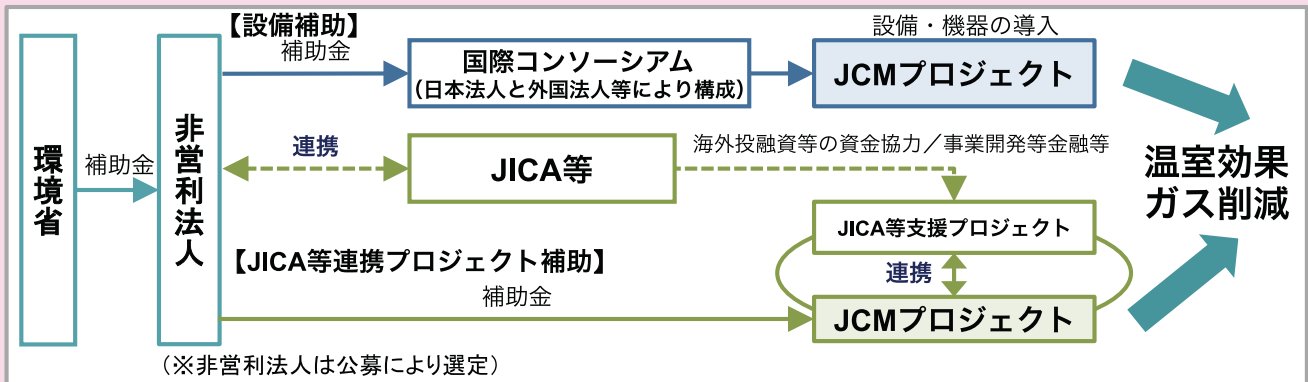 【設備補助】
補助金
設備・機器の導入
国際コンソーシアム
（日本法人と外国法人等により構成）
JCMプロジェクト
環境省
補助金
非営利法人
連携
JICA等
海外投融資等の資金協力／事業開発等金融等
温室効果
ガス削減
JICA等支援プロジェクト
【JICA等連携プロジェクト補助】
連携
補助金
JCMプロジェクト
（※非営利法人は公募により選定）